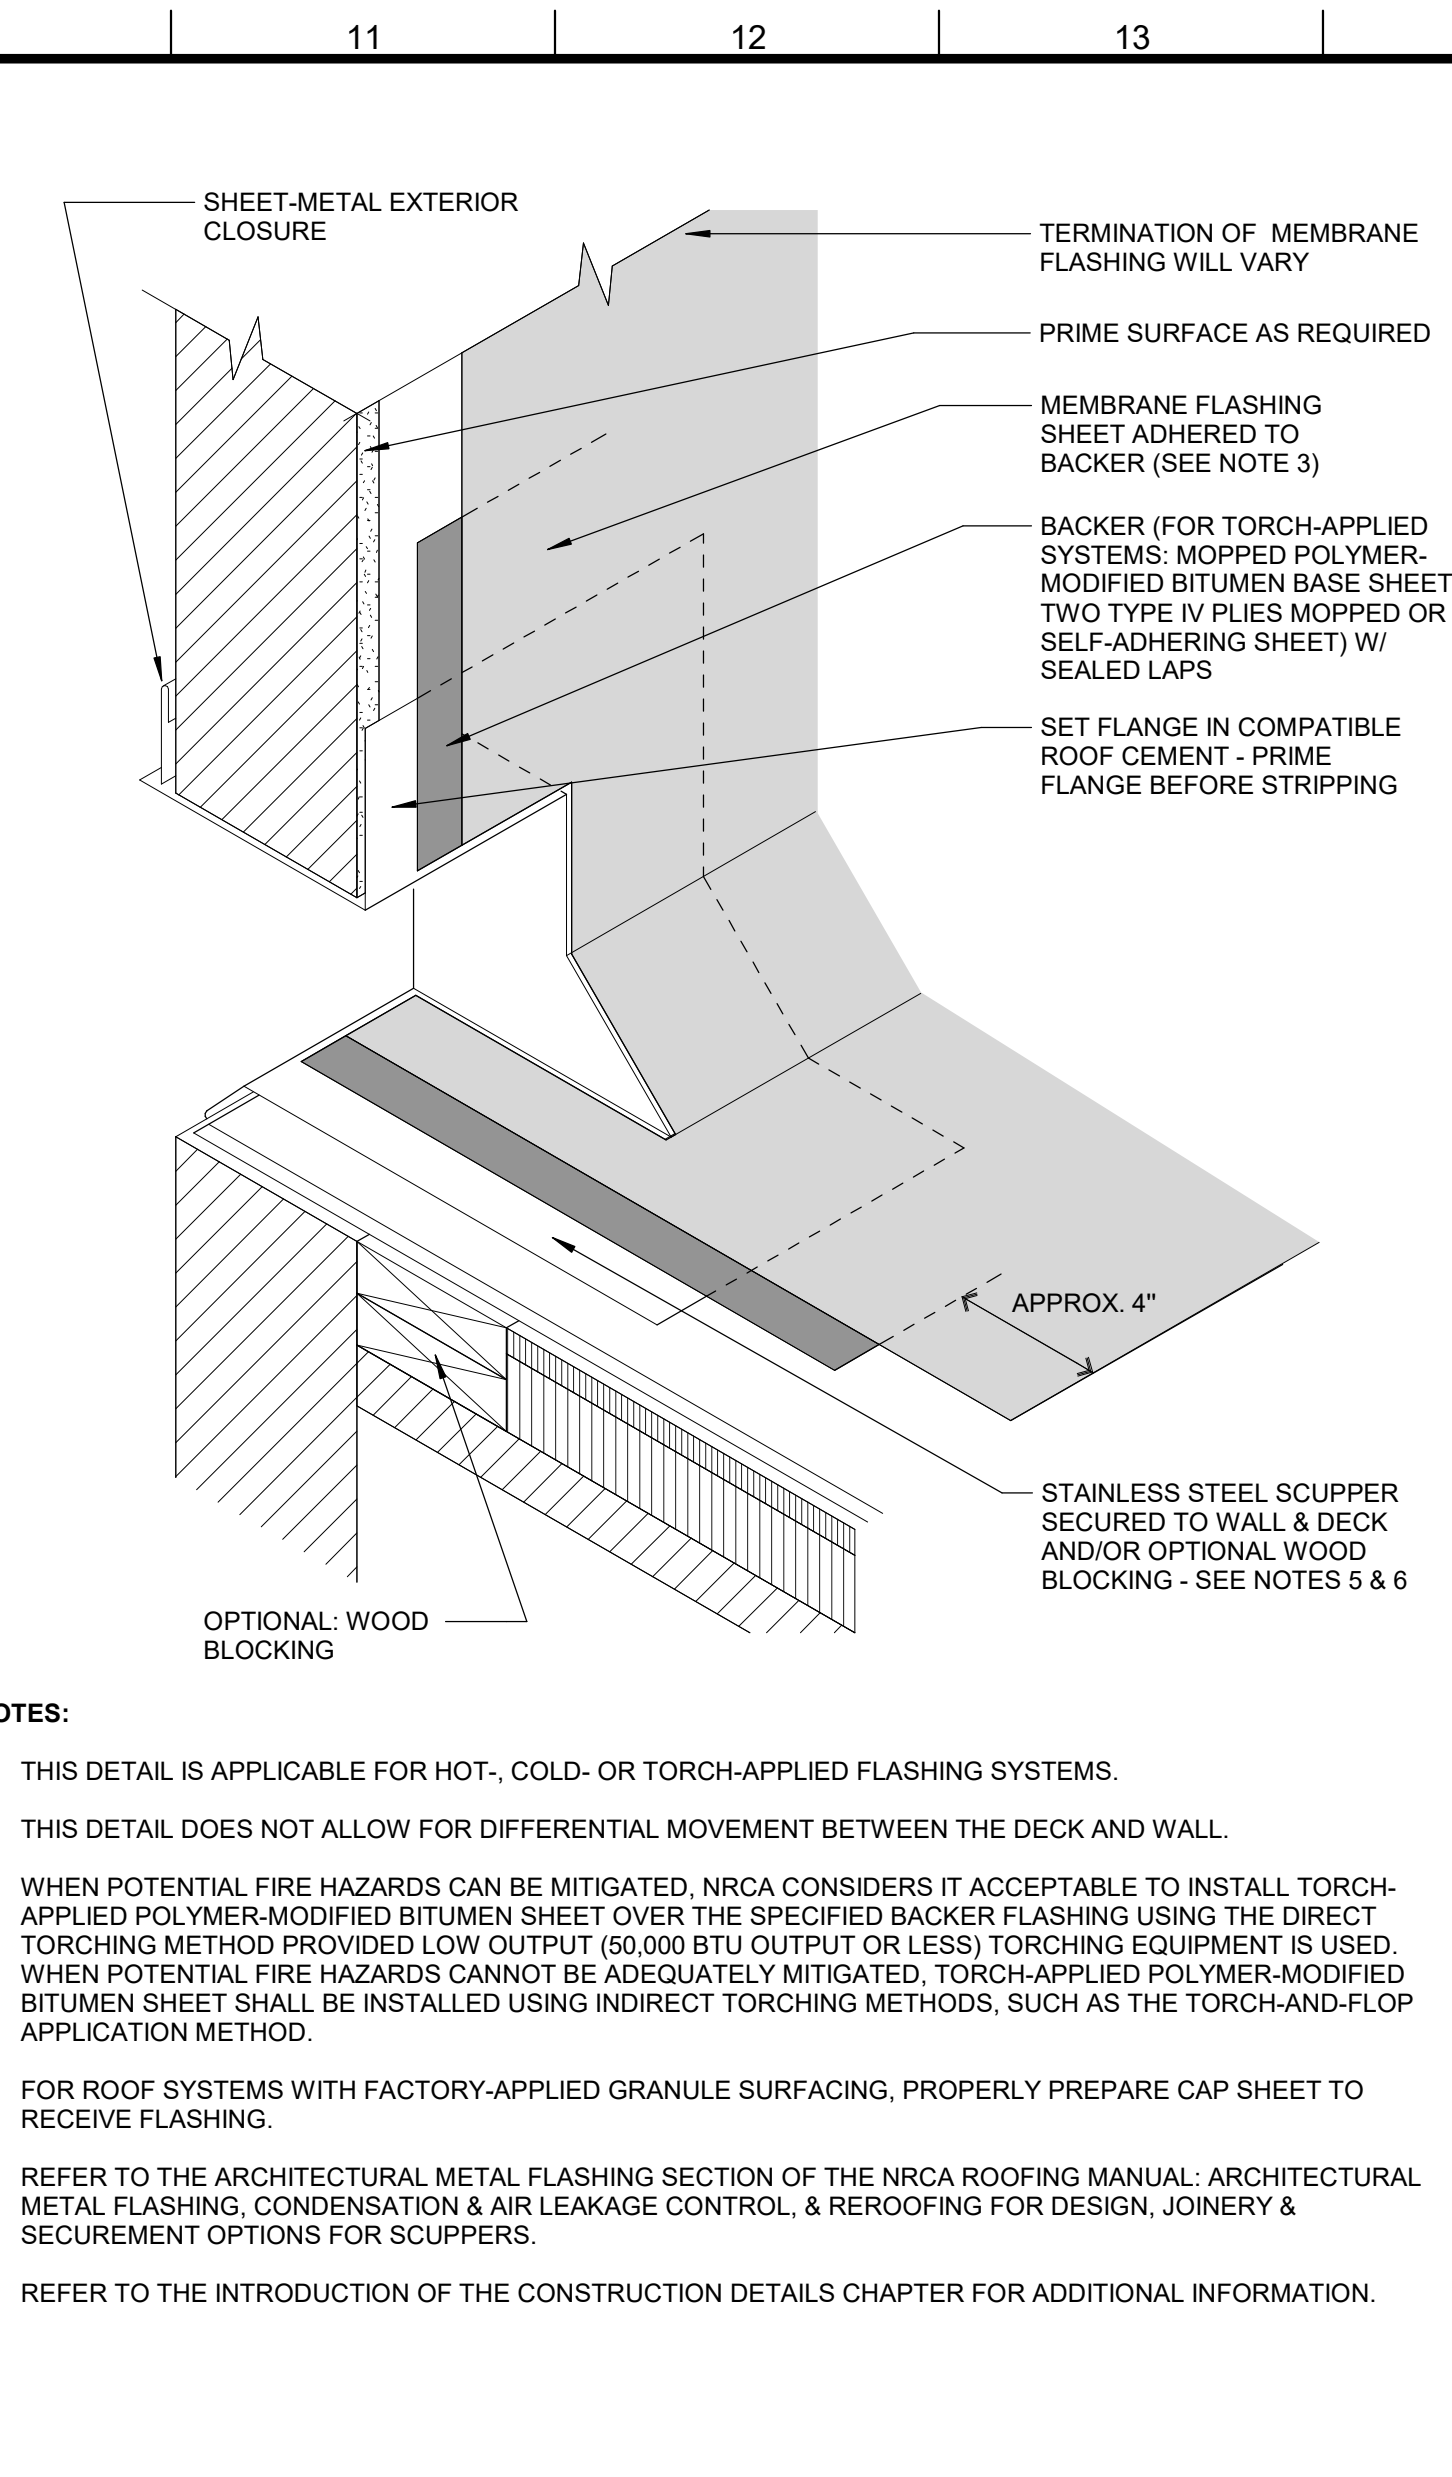 11
12
13
SHEET-METAL EXTERIOR
CLOSURE
TERMINATION OF MEMBRANE
FLASHING WILL VARY
PRIME SURFACE AS REQUIRED
MEMBRANE FLASHING
SHEET ADHERED TO
BACKER (SEE NOTE 3)
BACKER (FOR TORCH-APPLIED
SYSTEMS: MOPPED POLYMER-
MODIFIED BITUMEN BASE SHEET
TWO TYPE IV PLIES MOPPED OR
SELF-ADHERING SHEET) W/
SEALED LAPS
SET FLANGE IN COMPATIBLE
ROOF CEMENT - PRIME
FLANGE BEFORE STRIPPING
APPROX. 4"
STAINLESS STEEL SCUPPER
SECURED TO WALL & DECK
AND/OR OPTIONAL WOOD
BLOCKING - SEE NOTES 5 & 6
OPTIONAL: WOOD
BLOCKING
OTES:
THIS DETAIL IS APPLICABLE FOR HOT-, COLD- OR TORCH-APPLIED FLASHING SYSTEMS.
THIS DETAIL DOES NOT ALLOW FOR DIFFERENTIAL MOVEMENT BETWEEN THE DECK AND WALL.
WHEN POTENTIAL FIRE HAZARDS CAN BE MITIGATED, NRCA CONSIDERS IT ACCEPTABLE TO INSTALL TORCH-
APPLIED POLYMER-MODIFIED BITUMEN SHEET OVER THE SPECIFIED BACKER FLASHING USING THE DIRECT
TORCHING METHOD PROVIDED LOW OUTPUT (50,000 BTU OUTPUT OR LESS) TORCHING EQUIPMENT IS USED.
WHEN POTENTIAL FIRE HAZARDS CANNOT BE ADEQUATELY MITIGATED, TORCH-APPLIED POLYMER-MODIFIED
BITUMEN SHEET SHALL BE INSTALLED USING INDIRECT TORCHING METHODS, SUCH AS THE TORCH-AND-FLOP
APPLICATION METHOD.
FOR ROOF SYSTEMS WITH FACTORY-APPLIED GRANULE SURFACING, PROPERLY PREPARE CAP SHEET TO
RECEIVE FLASHING.
REFER TO THE ARCHITECTURAL METAL FLASHING SECTION OF THE NRCA ROOFING MANUAL: ARCHITECTURAL
METAL FLASHING, CONDENSATION & AIR LEAKAGE CONTROL, & REROOFING FOR DESIGN, JOINERY &
SECUREMENT OPTIONS FOR SCUPPERS.
REFER TO THE INTRODUCTION OF THE CONSTRUCTION DETAILS CHAPTER FOR ADDITIONAL INFORMATION.